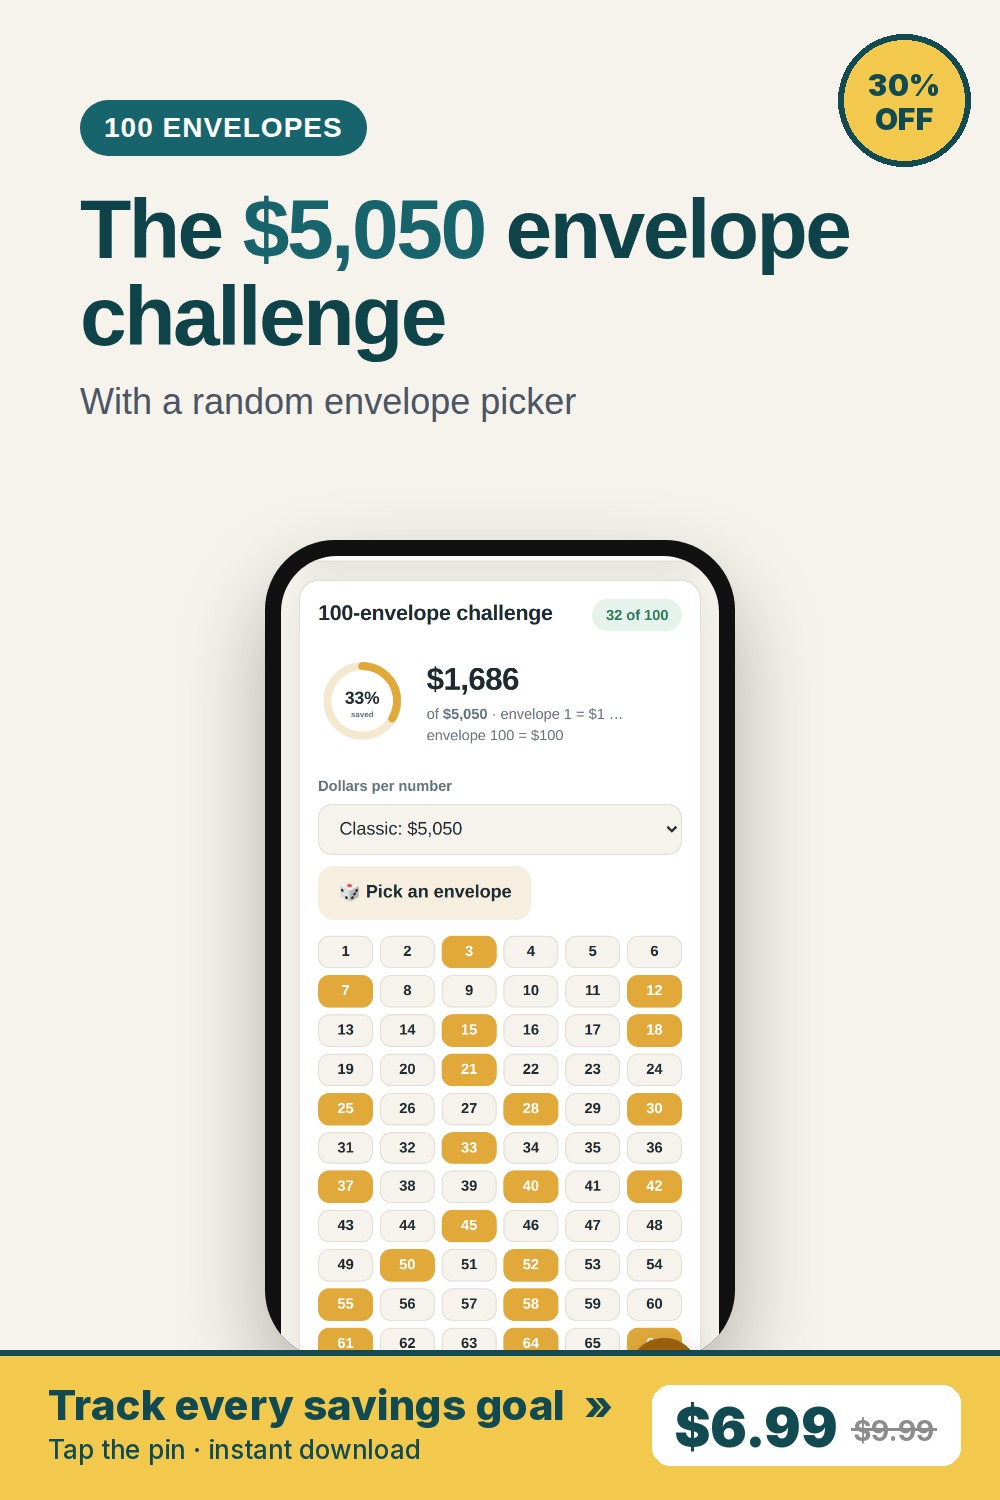 30%
OFF
100 ENVELOPES
The $5,050 envelope
challenge
With a random envelope picker
100-envelope challenge
32 of 100
33%
saved
$1,686
of $5,050 · envelope 1 = $1 …
envelope 100 = $100
Dollars per number
Classic: $5,050
🎲 Pick an envelope
1 2 3 4 5 6
7 8 9 10 11 12
13 14 15 16 17 18
19 20 21 22 23 24
25 26 27 28 29 30
31 32 33 34 35 36
37 38 39 40 41 42
43 44 45 46 47 48
49 50 51 52 53 54
55 56 57 58 59 60
61 62 63 64 65
Track every savings goal »
Tap the pin · instant download
$6.99 $9.99